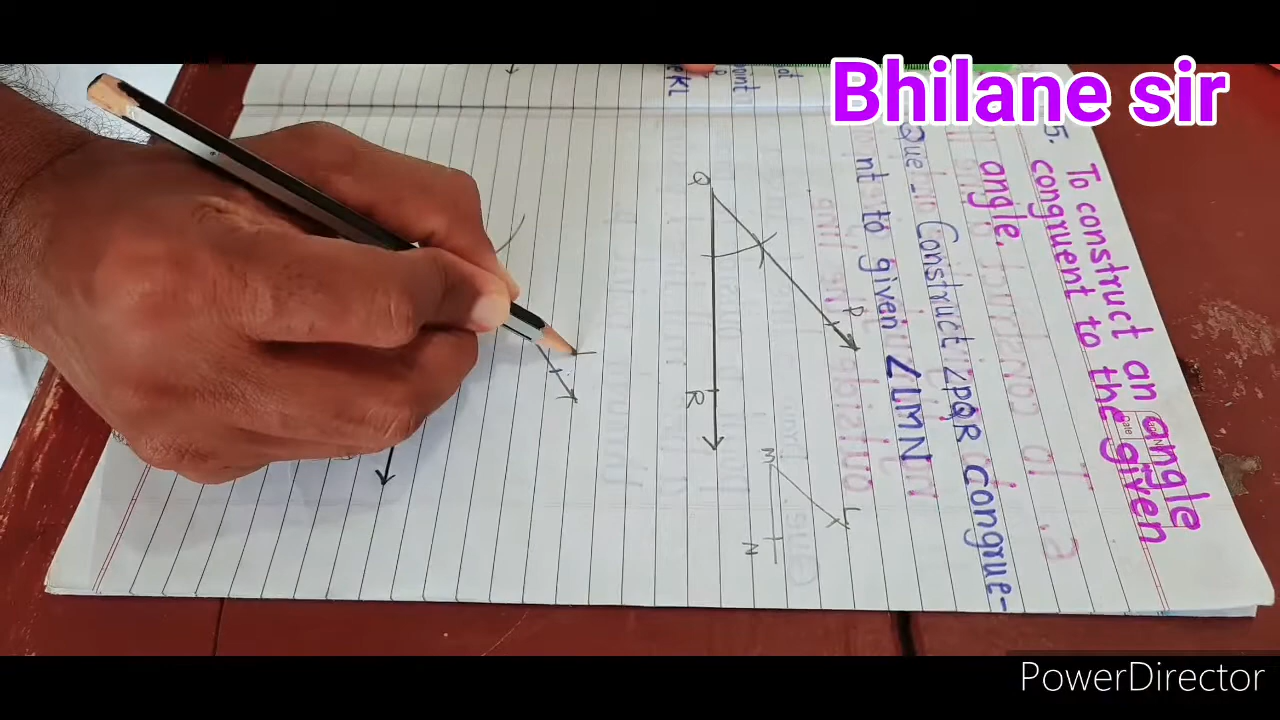 Bhilane sir
5. To construct an angle
congruent to the given
angle.
Que - Construct ∠PQR congrue-
nt to given ∠LMN
Q
P
R
M
L
N
PowerDirector